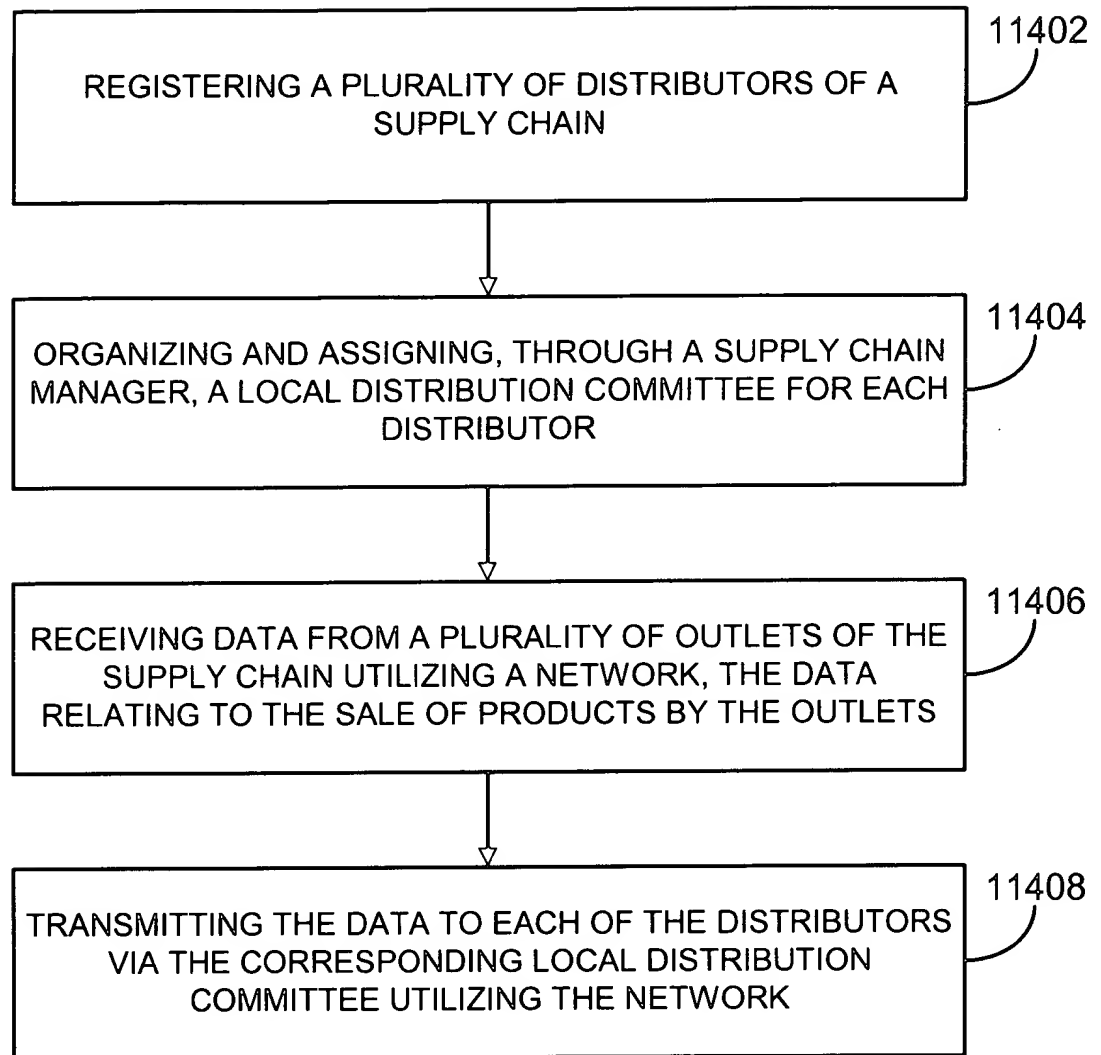 11402
REGISTERING A PLURALITY OF DISTRIBUTORS OF A
SUPPLY CHAIN
11404
ORGANIZING AND ASSIGNING, THROUGH A SUPPLY CHAIN
MANAGER, A LOCAL DISTRIBUTION COMMITTEE FOR EACH
DISTRIBUTOR
11406
RECEIVING DATA FROM A PLURALITY OF OUTLETS OF THE
SUPPLY CHAIN UTILIZING A NETWORK, THE DATA
RELATING TO THE SALE OF PRODUCTS BY THE OUTLETS
11408
TRANSMITTING THE DATA TO EACH OF THE DISTRIBUTORS
VIA THE CORRESPONDING LOCAL DISTRIBUTION
COMMITTEE UTILIZING THE NETWORK